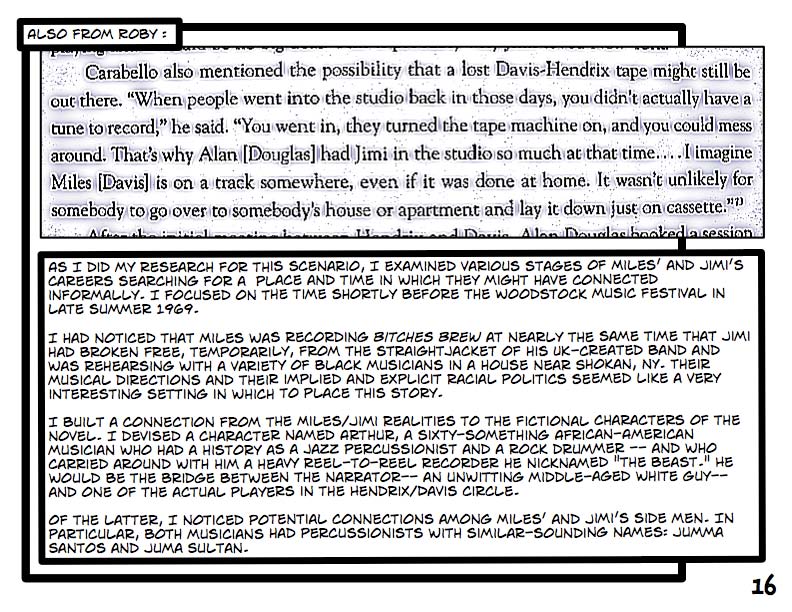 ALSO FROM ROBY :
Carabello also mentioned the possibility that a lost Davis-Hendrix tape might still be
out there. “When people went into the studio back in those days, you didn't actually have a
tune to record,” he said. “You went in, they turned the tape machine on, and you could mess
around. That's why Alan [Douglas] had Jimi in the studio so much at that time.....I imagine
Miles [Davis] is on a track somewhere, even if it was done at home. It wasn't unlikely for
somebody to go over to somebody's house or apartment and lay it down just on cassette.”
After the initial meeting between Hendrix and Davis, Alan Douglas booked a session
AS I DID MY RESEARCH FOR THIS SCENARIO, I EXAMINED VARIOUS STAGES OF MILES' AND JIMI'S
CAREERS SEARCHING FOR A PLACE AND TIME IN WHICH THEY MIGHT HAVE CONNECTED
INFORMALLY. I FOCUSED ON THE TIME SHORTLY BEFORE THE WOODSTOCK MUSIC FESTIVAL IN
LATE SUMMER 1969.
I HAD NOTICED THAT MILES WAS RECORDING BITCHES BREW AT NEARLY THE SAME TIME THAT JIMI
HAD BROKEN FREE, TEMPORARILY, FROM THE STRAIGHTJACKET OF HIS UK-CREATED BAND AND
WAS REHEARSING WITH A VARIETY OF BLACK MUSICIANS IN A HOUSE NEAR SHOKAN, NY. THEIR
MUSICAL DIRECTIONS AND THEIR IMPLIED AND EXPLICIT RACIAL POLITICS SEEMED LIKE A VERY
INTERESTING SETTING IN WHICH TO PLACE THIS STORY.
I BUILT A CONNECTION FROM THE MILES/JIMI REALITIES TO THE FICTIONAL CHARACTERS OF THE
NOVEL. I DEVISED A CHARACTER NAMED ARTHUR, A SIXTY-SOMETHING AFRICAN-AMERICAN
MUSICIAN WHO HAD A HISTORY AS A JAZZ PERCUSSIONIST AND A ROCK DRUMMER -- AND WHO
CARRIED AROUND WITH HIM A HEAVY REEL-TO-REEL RECORDER HE NICKNAMED "THE BEAST." HE
WOULD BE THE BRIDGE BETWEEN THE NARRATOR-- AN UNWITTING MIDDLE-AGED WHITE GUY--
AND ONE OF THE ACTUAL PLAYERS IN THE HENDRIX/DAVIS CIRCLE.
OF THE LATTER, I NOTICED POTENTIAL CONNECTIONS AMONG MILES' AND JIMI'S SIDE MEN. IN
PARTICULAR, BOTH MUSICIANS HAD PERCUSSIONISTS WITH SIMILAR-SOUNDING NAMES: JUMMA
SANTOS AND JUMA SULTAN.
16